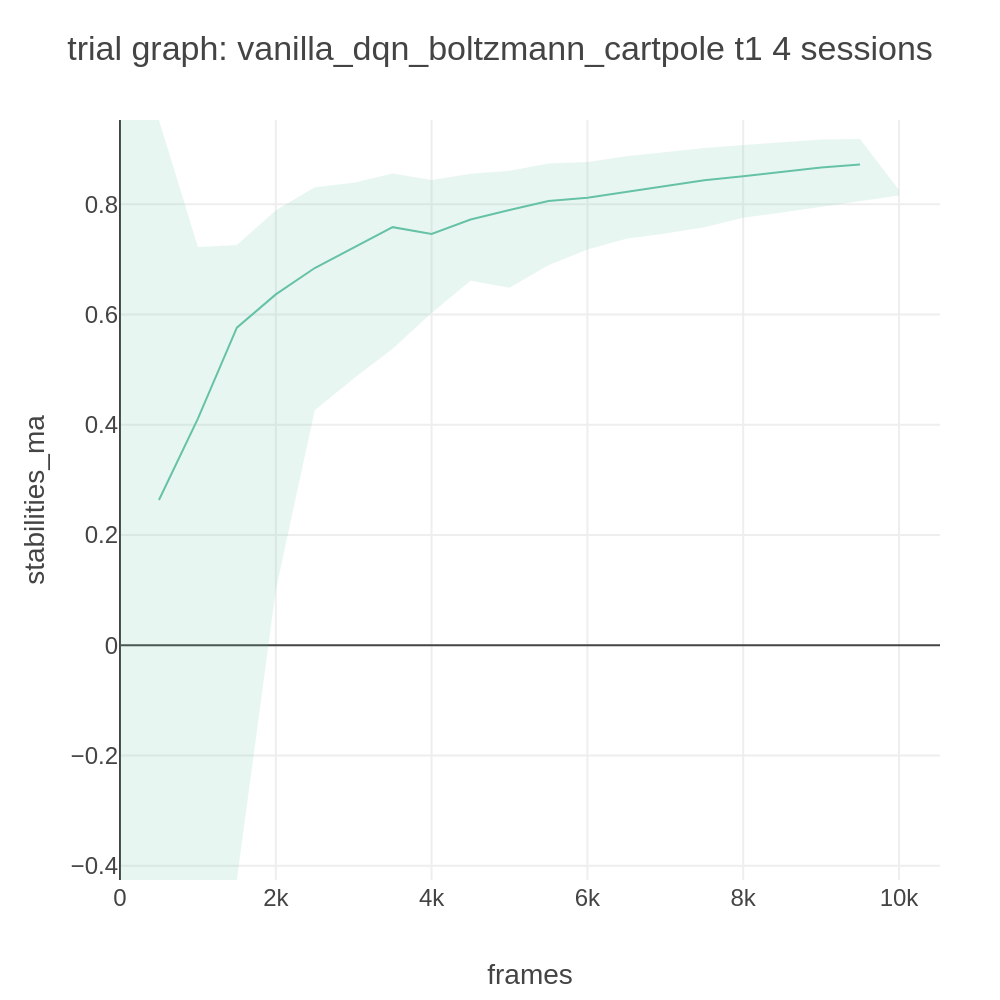 trial graph: vanilla_dqn_boltzmann_cartpole t1 4 sessions
0.8
0.6
0.4
0.2
0
−0.2
−0.4
stabilities_ma
0 2k 4k 6k 8k 10k
frames